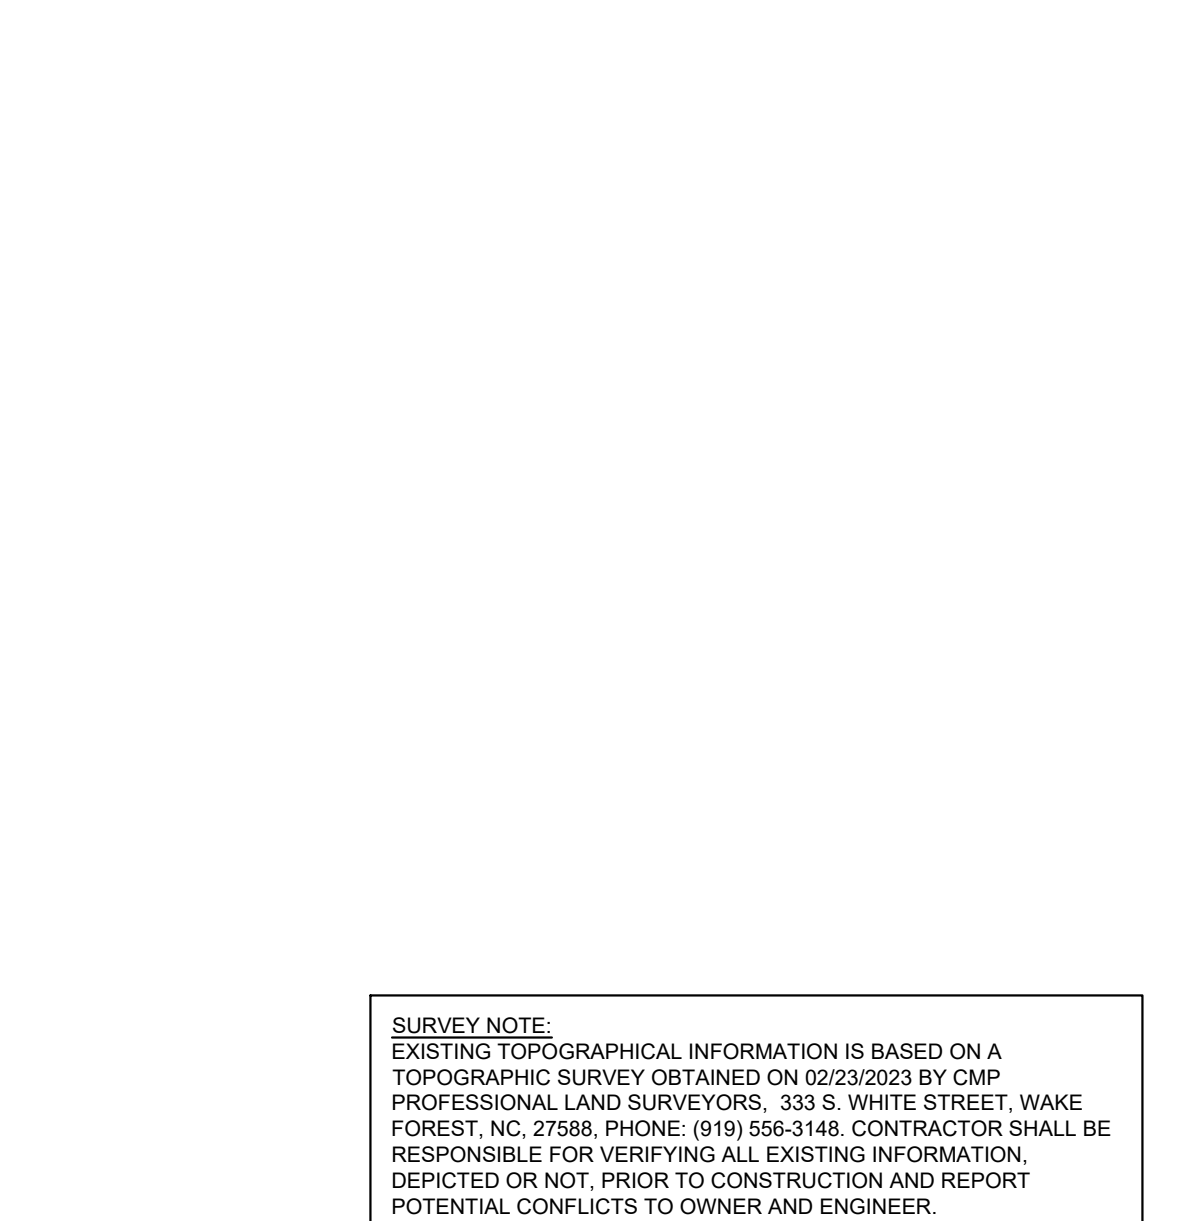 SURVEY NOTE:
EXISTING TOPOGRAPHICAL INFORMATION IS BASED ON A
TOPOGRAPHIC SURVEY OBTAINED ON 02/23/2023 BY CMP
PROFESSIONAL LAND SURVEYORS,  333 S. WHITE STREET, WAKE
FOREST, NC, 27588, PHONE: (919) 556-3148. CONTRACTOR SHALL BE
RESPONSIBLE FOR VERIFYING ALL EXISTING INFORMATION,
DEPICTED OR NOT, PRIOR TO CONSTRUCTION AND REPORT
POTENTIAL CONFLICTS TO OWNER AND ENGINEER.